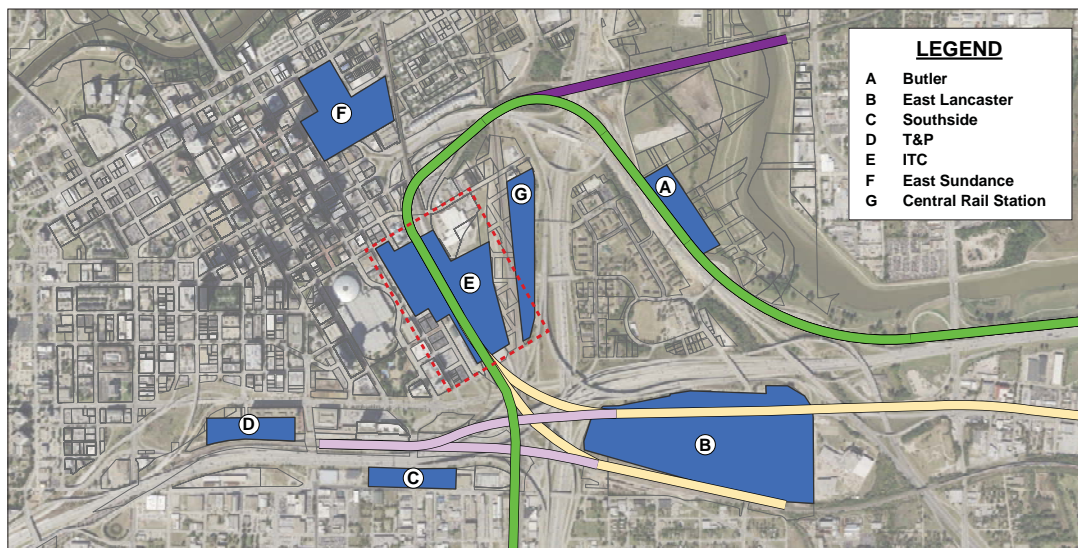 LEGEND
A Butler
B East Lancaster
C Southside
D T&P
E ITC
F East Sundance
G Central Rail Station
F
A
G
E
D
B
C